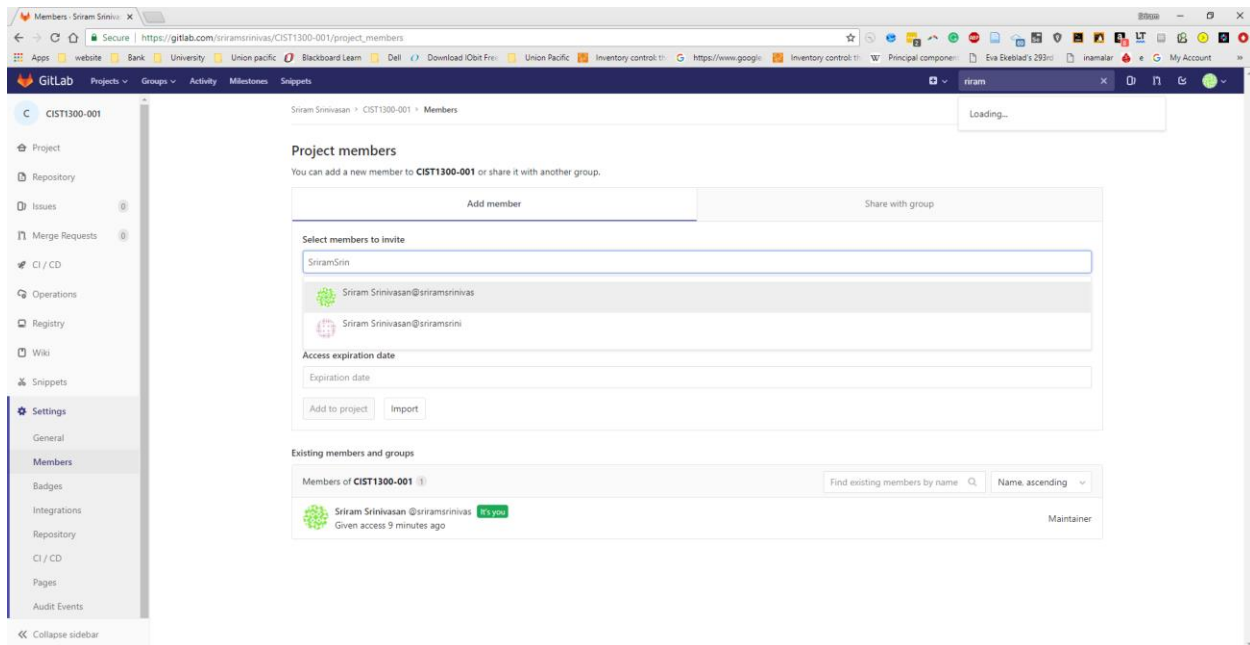 Members · Sriram Sriniva
Secure | https://gitlab.com/sriramsrinivas/CIST1300-001/project_members
Apps website Bank University Union pacific Blackboard Learn Dell Download IObit Free Union Pacific Inventory control: th https://www.google. Inventory control: th Principal component Eva Ekeblad's 293rd inamalar e My Account »
GitLab Projects Groups Activity Milestones Snippets riram
Loading...
C CIST1300-001
Project
Repository
Issues 0
Merge Requests 0
CI / CD
Operations
Registry
Wiki
Snippets
Settings
General
Members
Badges
Integrations
Repository
CI / CD
Pages
Audit Events
Collapse sidebar
Sriram Srinivasan › CIST1300-001 › Members
Project members
You can add a new member to CIST1300-001 or share it with another group.
Add member Share with group
Select members to invite
SriramSrin
Sriram Srinivasan@sriramsrinivas
Sriram Srinivasan@sriramsrini
Access expiration date
Expiration date
Add to project Import
Existing members and groups
Members of CIST1300-001 1 Find existing members by name Name, ascending
Sriram Srinivasan @sriramsrinivas It's you
Given access 9 minutes ago
Maintainer